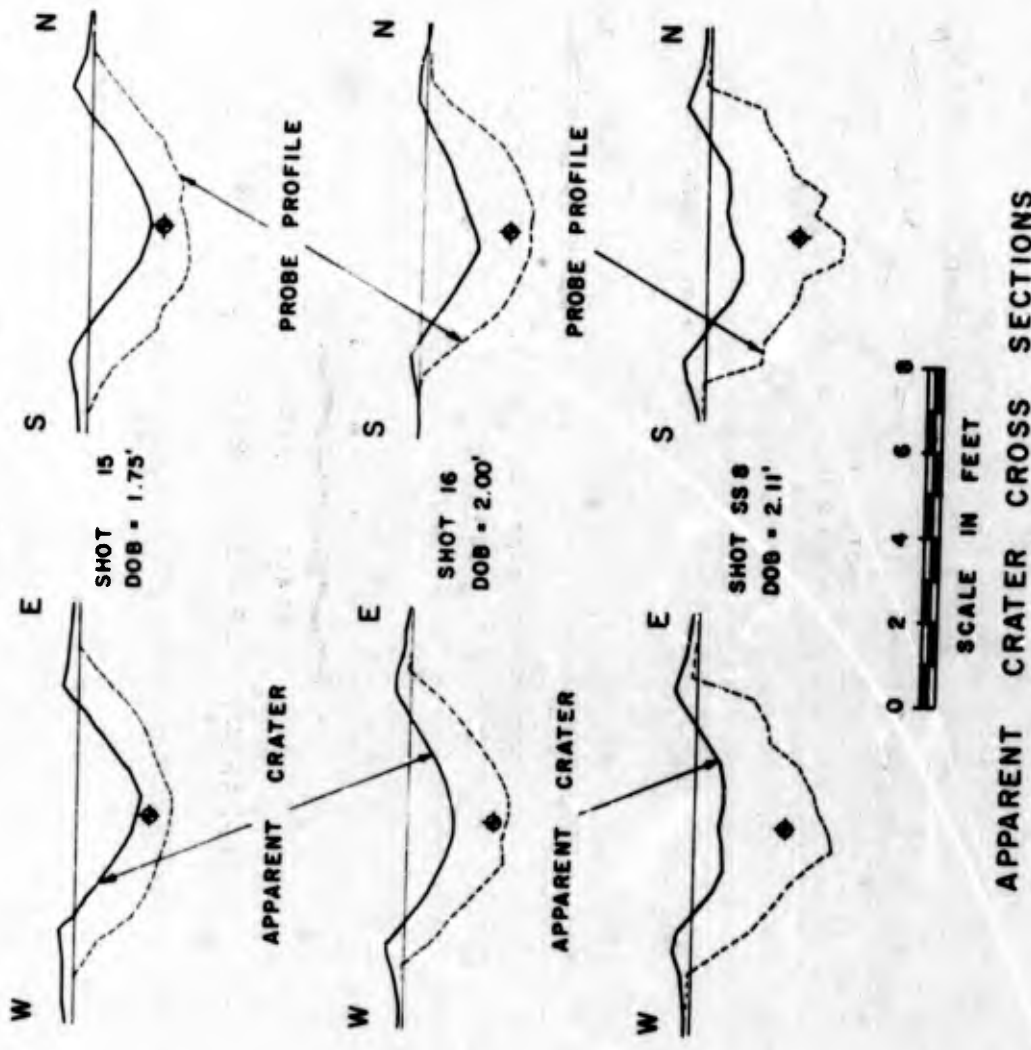 W E S N
SHOT 15
DOB = 1.75'
APPARENT CRATER
PROBE PROFILE
W E S N
SHOT 16
DOB = 2.00'
APPARENT CRATER
PROBE PROFILE
W E S N
SHOT SS 8
DOB = 2.11'
0 2 4 6 8
SCALE IN FEET
APPARENT CRATER CROSS SECTIONS